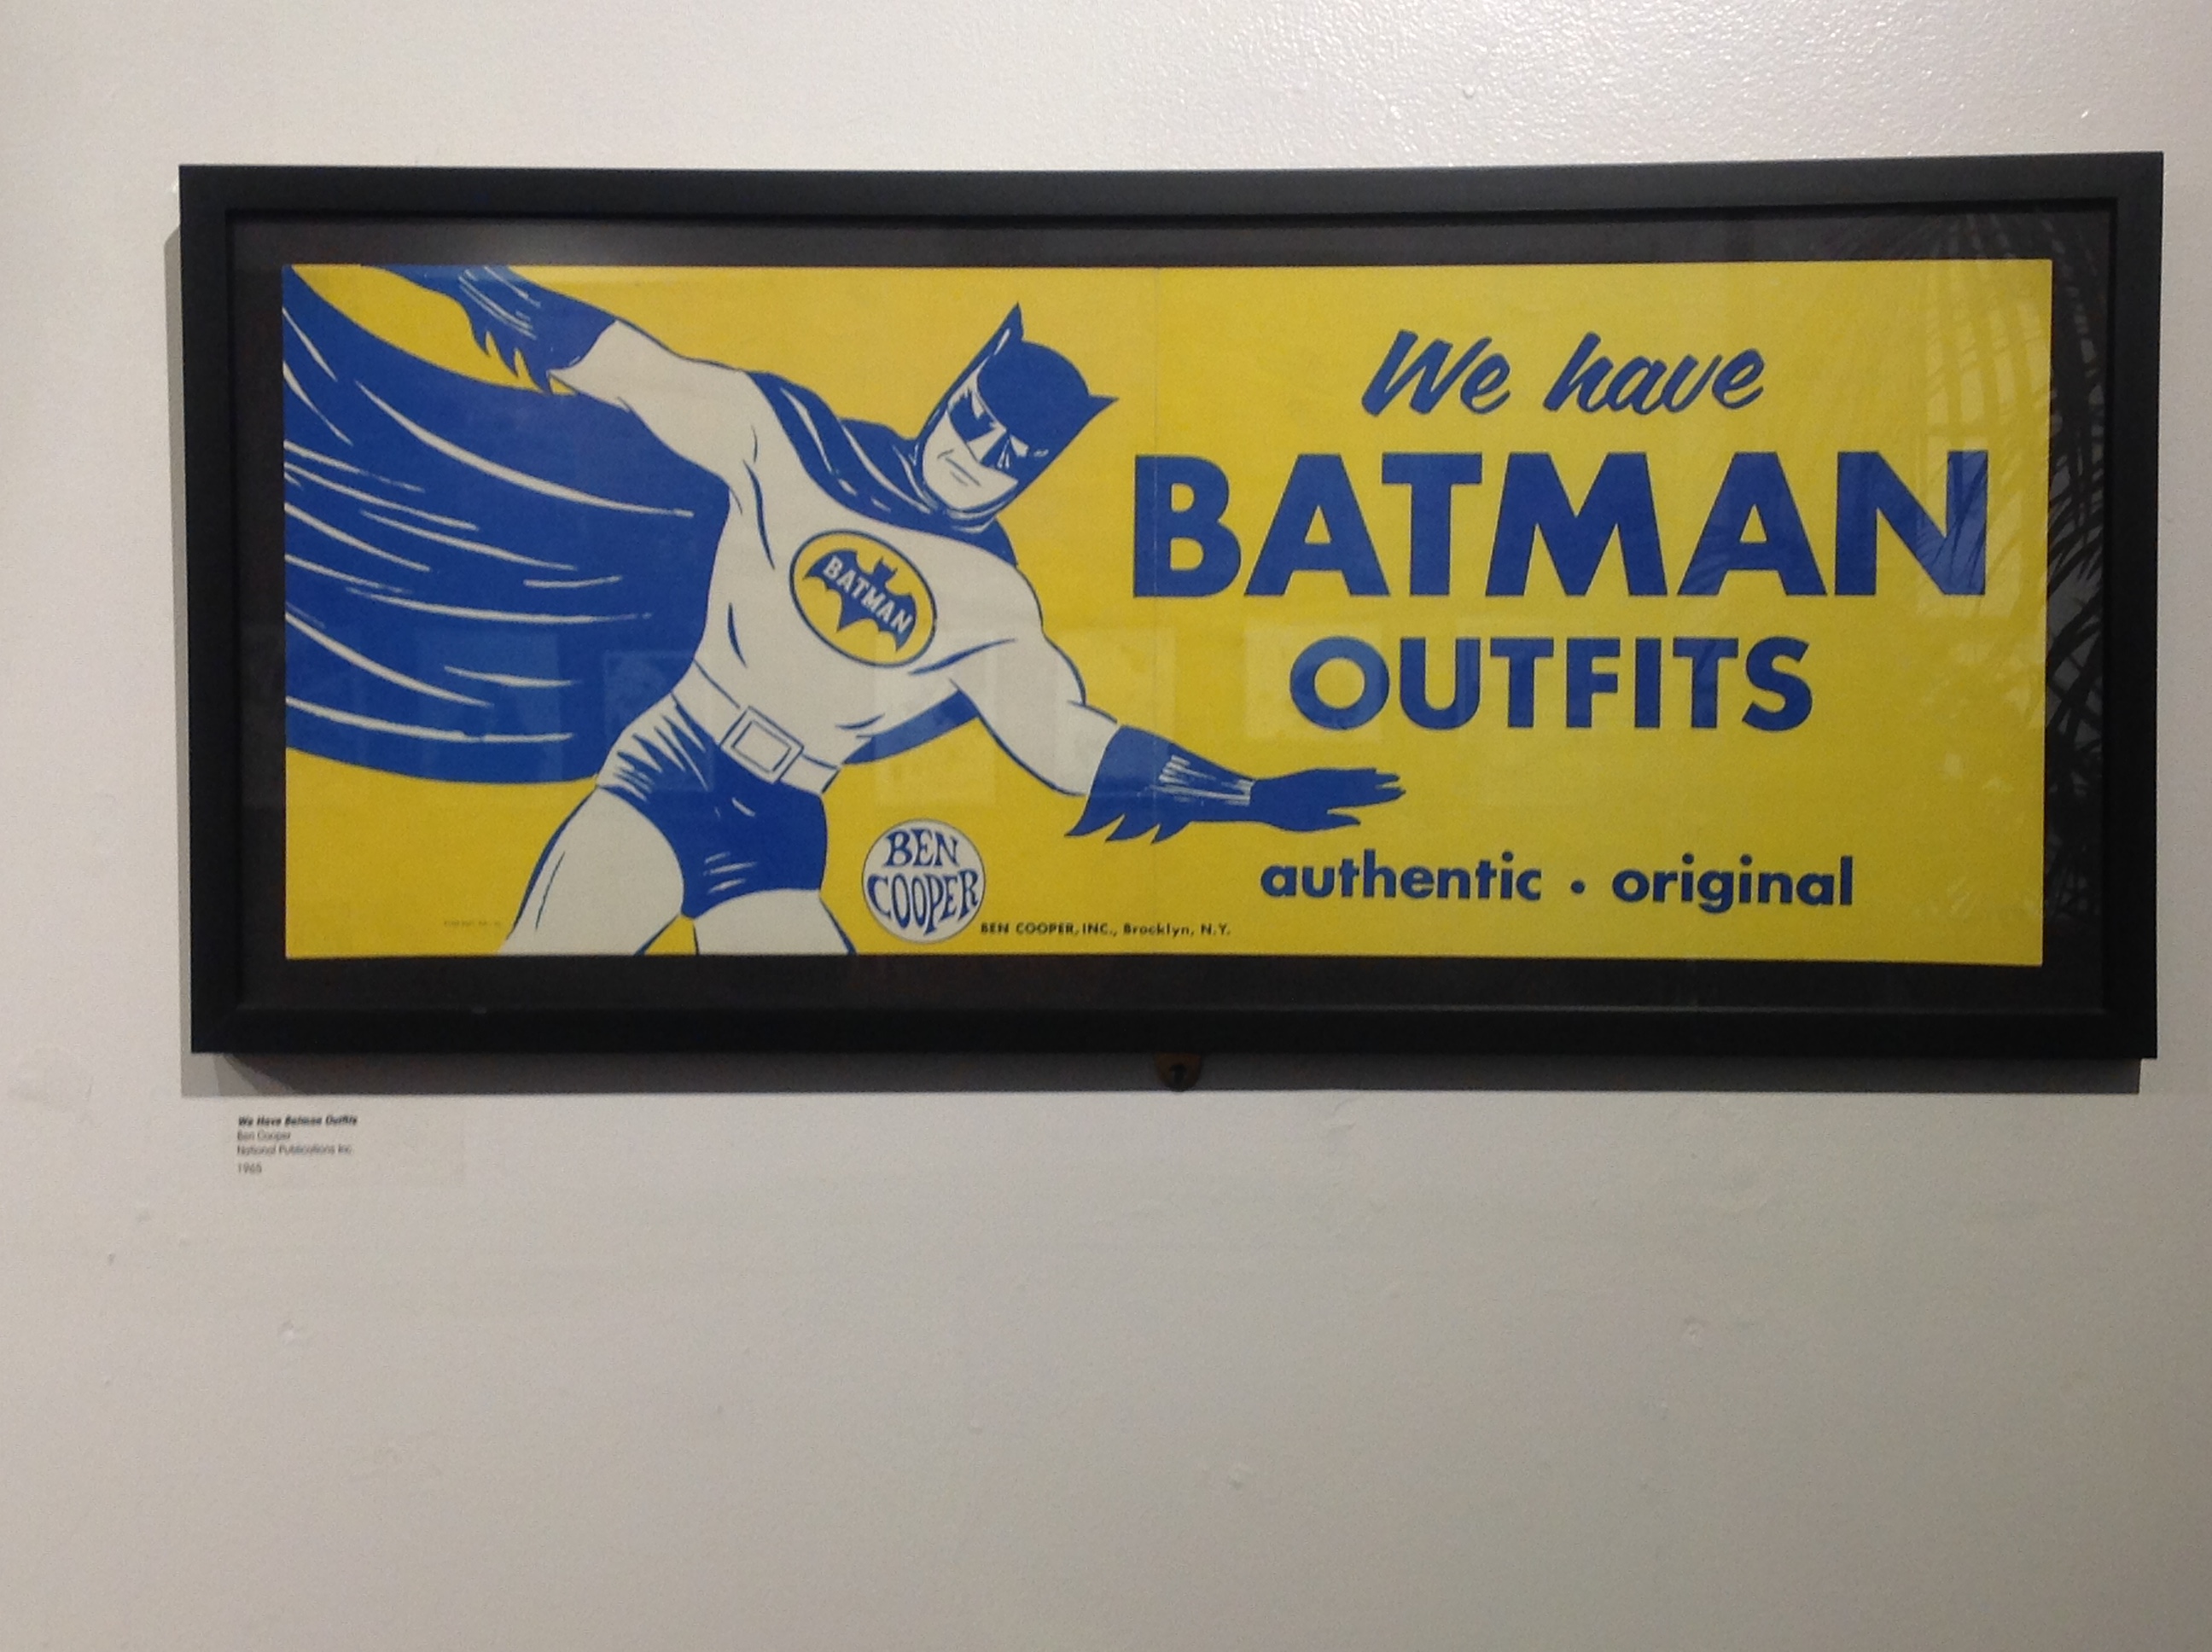 We have
BATMAN
OUTFITS
BATMAN
BEN
COOPER
BEN COOPER, INC., Brooklyn, N.Y.
authentic • original
We Have Batman Outfits
Ben Cooper
National Publications Inc.
1965